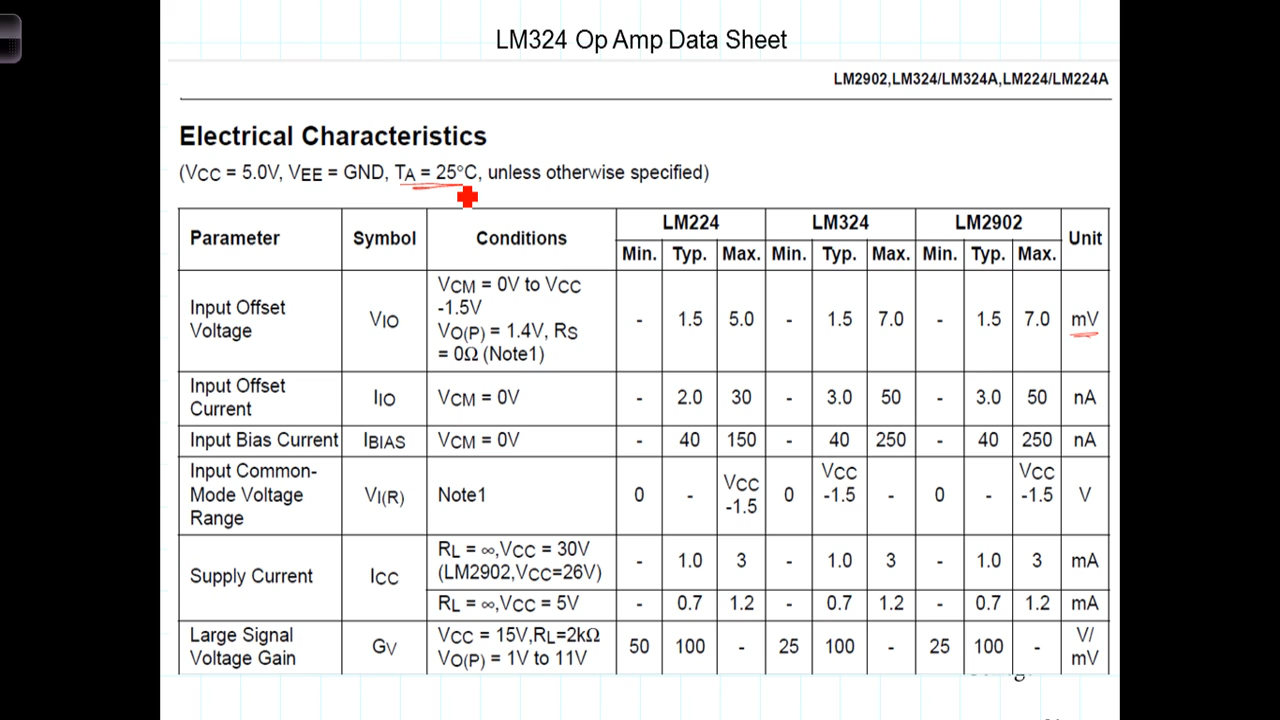 LM324 Op Amp Data Sheet
LM2902,LM324/LM324A,LM224/LM224A
Electrical Characteristics
(VCC = 5.0V, VEE = GND, TA = 25°C, unless otherwise specified)
Parameter Symbol Conditions LM224 LM324 LM2902 Unit
Min. Typ. Max. Min. Typ. Max. Min. Typ. Max.
Input Offset Voltage VIO VCM = 0V to VCC -1.5V VO(P) = 1.4V, RS = 0Ω (Note1) - 1.5 5.0 - 1.5 7.0 - 1.5 7.0 mV
Input Offset Current IIO VCM = 0V - 2.0 30 - 3.0 50 - 3.0 50 nA
Input Bias Current IBIAS VCM = 0V - 40 150 - 40 250 - 40 250 nA
Input Common-Mode Voltage Range VI(R) Note1 0 - VCC -1.5 0 VCC -1.5 - 0 - VCC -1.5 V
Supply Current ICC RL = ∞,VCC = 30V (LM2902,VCC=26V) - 1.0 3 - 1.0 3 - 1.0 3 mA
RL = ∞,VCC = 5V - 0.7 1.2 - 0.7 1.2 - 0.7 1.2 mA
Large Signal Voltage Gain GV VCC = 15V,RL=2kΩ VO(P) = 1V to 11V 50 100 - 25 100 - 25 100 - V/mV